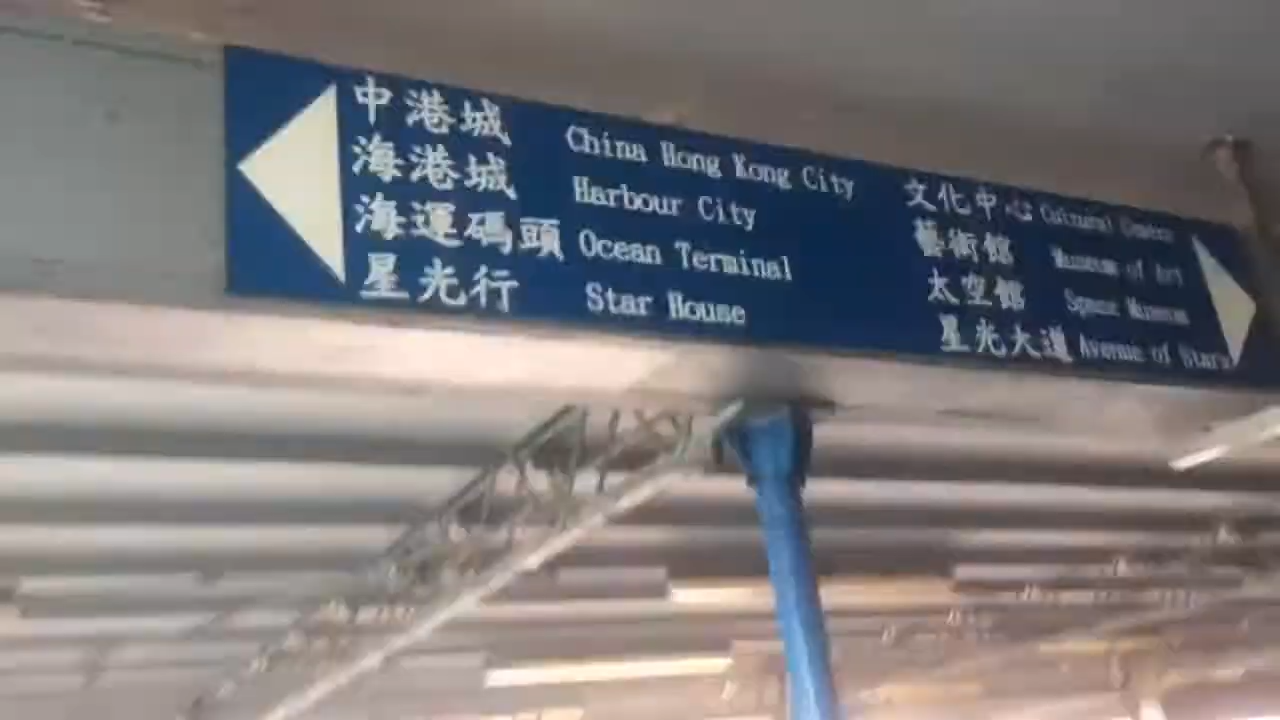 中港城 China Hong Kong City
海港城 Harbour City
海運碼頭 Ocean Terminal
星光行 Star House
文化中心 Cultural Center
藝術館 Museum of Art
太空館 Space Museum
星光大道 Avenue of Stars